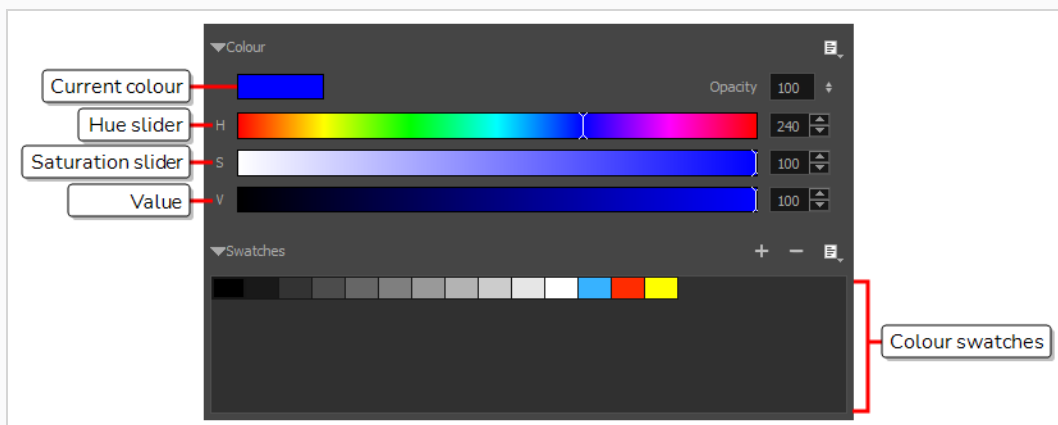 Colour
Current colour
Opacity 100
Hue slider
H 240
Saturation slider
S 100
Value
V 100
Swatches + −
Colour swatches